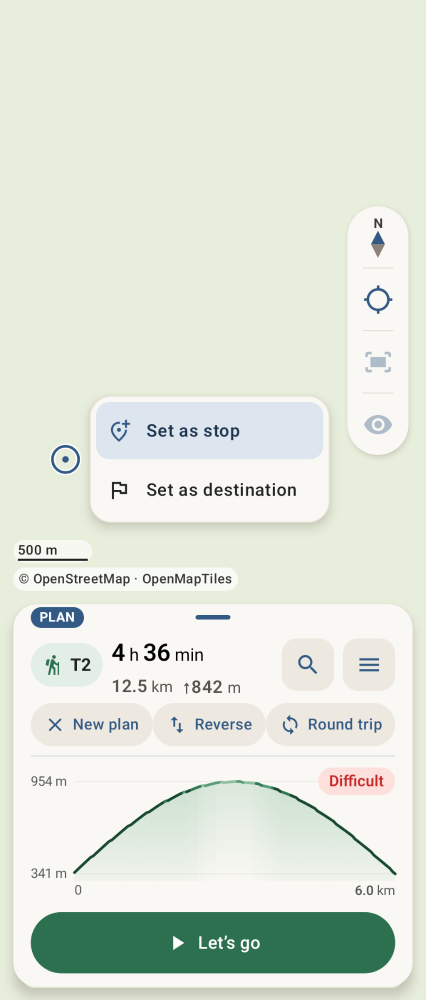 N
Set as stop
Set as destination
500 m
© OpenStreetMap · OpenMapTiles
PLAN
T2
4 h 36 min
12.5 km ↑842 m
New plan
Reverse
Round trip
954 m
Difficult
341 m
0
6.0 km
Let’s go